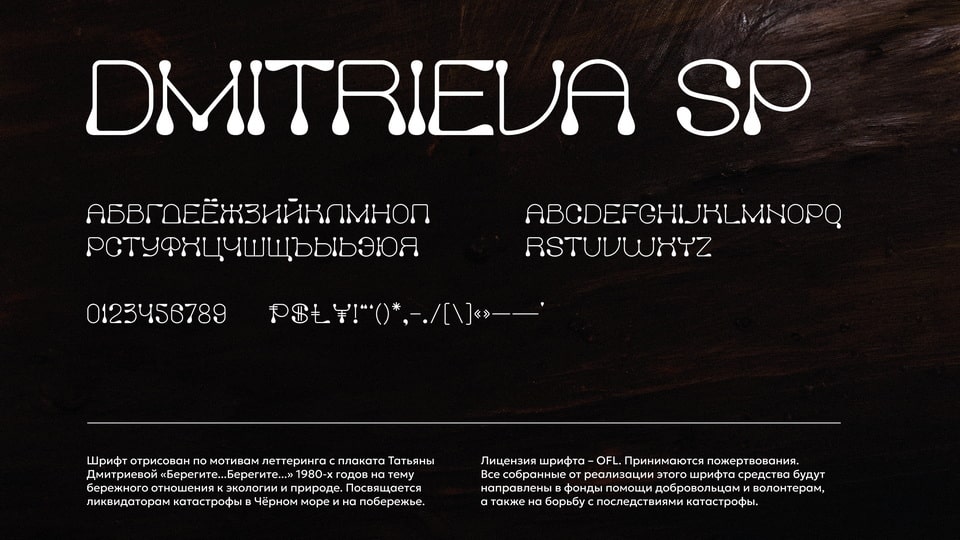 DMITRIEVA SP
АБВГДЕЁЖЗИЙКЛМНОП
РСТУФХЦЧШЩЪЫЬЭЮЯ
ABCDEFGHIJKLMNOPQ
RSTUVWXYZ
0123456789 ₽$Ł¥!“”‘()*,-./[\]«»–—’
Шрифт отрисован по мотивам леттеринга с плаката Татьяны
Дмитриевой «Берегите...Берегите...» 1980-х годов на тему
бережного отношения к экологии и природе. Посвящается
ликвидаторам катастрофы в Чёрном море и на побережье.
Лицензия шрифта – OFL. Принимаются пожертвования.
Все собранные от реализации этого шрифта средства будут
направлены в фонды помощи добровольцам и волонтерам,
а также на борьбу с последствиями катастрофы.